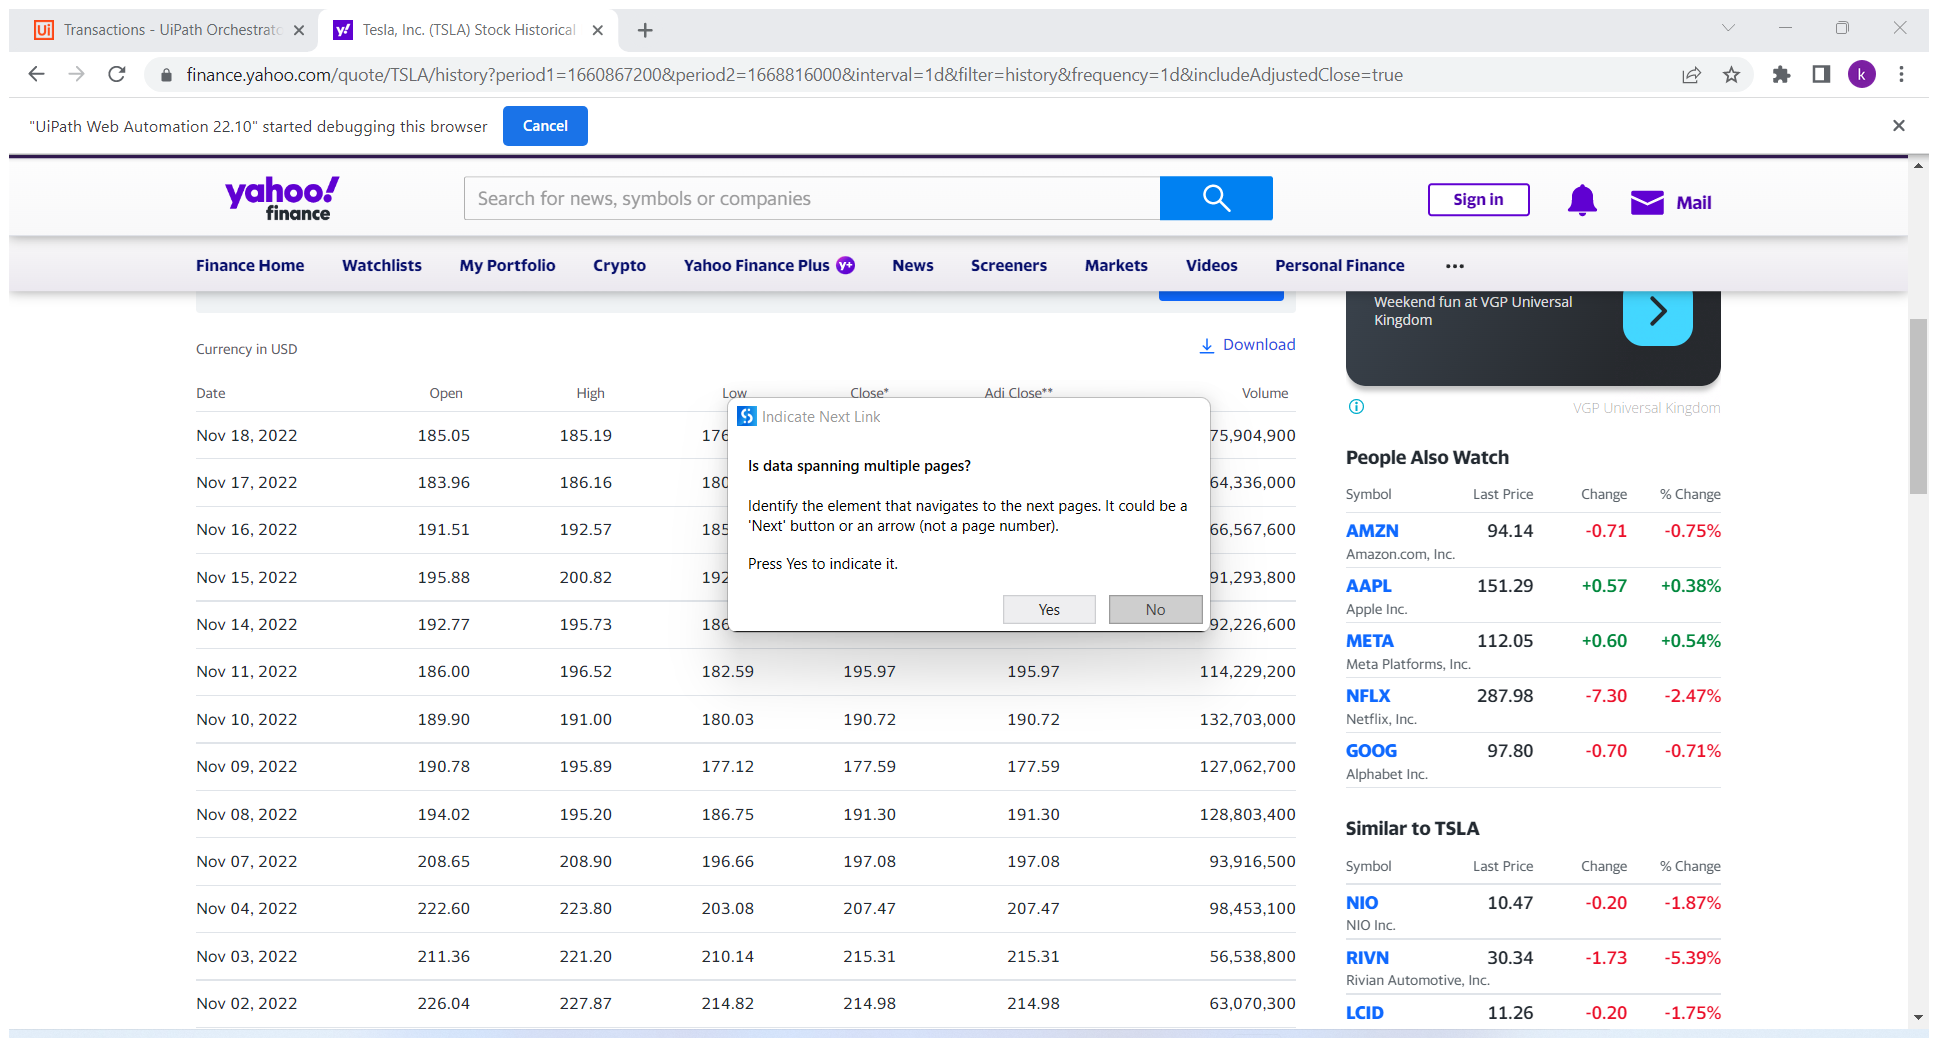 Transactions - UiPath Orchestrato
Tesla, Inc. (TSLA) Stock Historical
finance.yahoo.com/quote/TSLA/history?period1=1660867200&period2=1668816000&interval=1d&filter=history&frequency=1d&includeAdjustedClose=true
k
"UiPath Web Automation 22.10" started debugging this browser Cancel
yahoo!
finance
Search for news, symbols or companies
Sign in
Mail
Finance Home Watchlists My Portfolio Crypto Yahoo Finance Plus y+ News Screeners Markets Videos Personal Finance ...
Weekend fun at VGP Universal
Kingdom
VGP Universal Kingdom
Currency in USD
Download
Date Open High Low Close* Adj Close** Volume
Nov 18, 2022 185.05 185.19 176 75,904,900
Nov 17, 2022 183.96 186.16 180 64,336,000
Nov 16, 2022 191.51 192.57 185 66,567,600
Nov 15, 2022 195.88 200.82 192 91,293,800
Nov 14, 2022 192.77 195.73 186 92,226,600
Nov 11, 2022 186.00 196.52 182.59 195.97 195.97 114,229,200
Nov 10, 2022 189.90 191.00 180.03 190.72 190.72 132,703,000
Nov 09, 2022 190.78 195.89 177.12 177.59 177.59 127,062,700
Nov 08, 2022 194.02 195.20 186.75 191.30 191.30 128,803,400
Nov 07, 2022 208.65 208.90 196.66 197.08 197.08 93,916,500
Nov 04, 2022 222.60 223.80 203.08 207.47 207.47 98,453,100
Nov 03, 2022 211.36 221.20 210.14 215.31 215.31 56,538,800
Nov 02, 2022 226.04 227.87 214.82 214.98 214.98 63,070,300
Indicate Next Link
Is data spanning multiple pages?
Identify the element that navigates to the next pages. It could be a
'Next' button or an arrow (not a page number).
Press Yes to indicate it.
Yes No
People Also Watch
Symbol Last Price Change % Change
AMZN 94.14 -0.71 -0.75%
Amazon.com, Inc.
AAPL 151.29 +0.57 +0.38%
Apple Inc.
META 112.05 +0.60 +0.54%
Meta Platforms, Inc.
NFLX 287.98 -7.30 -2.47%
Netflix, Inc.
GOOG 97.80 -0.70 -0.71%
Alphabet Inc.
Similar to TSLA
Symbol Last Price Change % Change
NIO 10.47 -0.20 -1.87%
NIO Inc.
RIVN 30.34 -1.73 -5.39%
Rivian Automotive, Inc.
LCID 11.26 -0.20 -1.75%